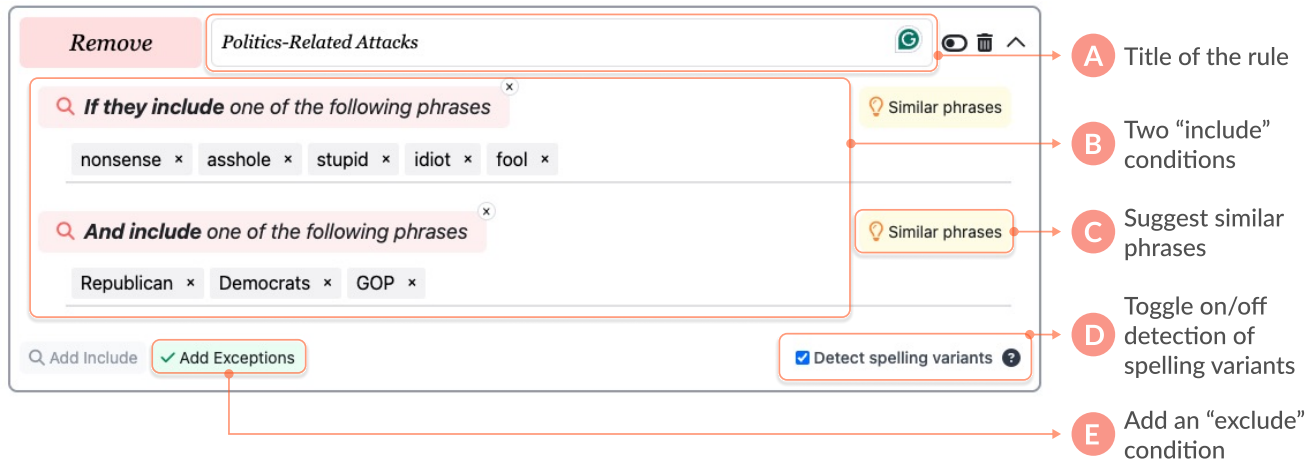 Remove
Politics-Related Attacks
A Title of the rule
If they include one of the following phrases
x
Similar phrases
nonsense × asshole × stupid × idiot × fool ×
B Two “include”
conditions
And include one of the following phrases
x
Similar phrases
C Suggest similar
phrases
Republican × Democrats × GOP ×
Add Include
Add Exceptions
Detect spelling variants ?
D Toggle on/off
detection of
spelling variants
E Add an “exclude”
condition